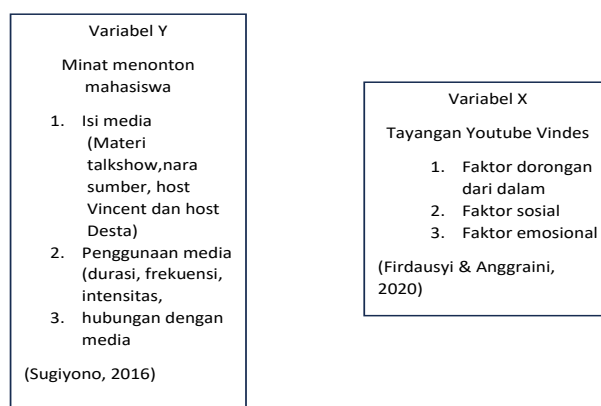 Variabel Y
Minat menonton
mahasiswa
1. Isi media
(Materi
talkshow,nara
sumber, host
Vincent dan host
Desta)
2. Penggunaan media
(durasi, frekuensi,
intensitas,
3. hubungan dengan
media
(Sugiyono, 2016)
Variabel X
Tayangan Youtube Vindes
1. Faktor dorongan
dari dalam
2. Faktor sosial
3. Faktor emosional
(Firdausyi & Anggraini,
2020)